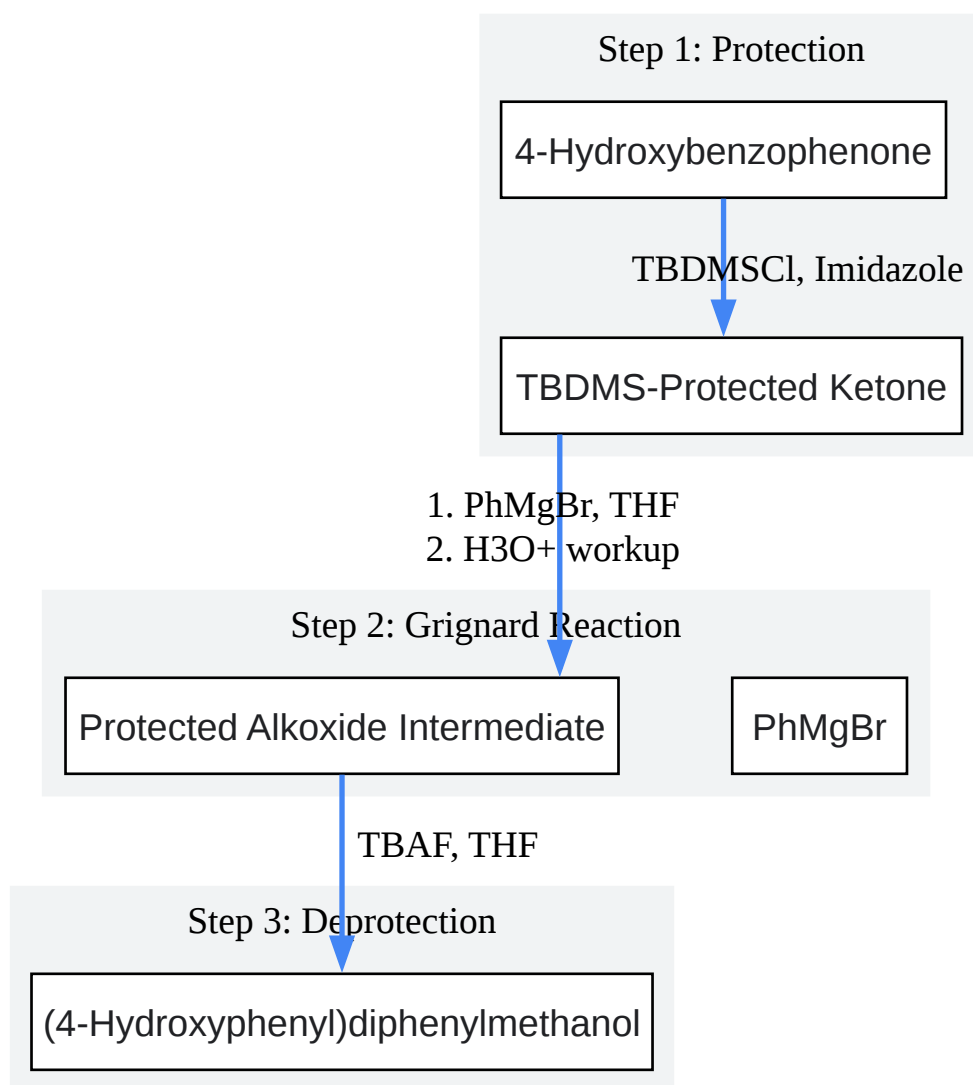 Step 1: Protection
4-Hydroxybenzophenone
TBDMSCl, Imidazole
TBDMS-Protected Ketone
1. PhMgBr, THF
2. H3O+ workup
Step 2: Grignard Reaction
Protected Alkoxide Intermediate
PhMgBr
TBAF, THF
Step 3: Deprotection
(4-Hydroxyphenyl)diphenylmethanol